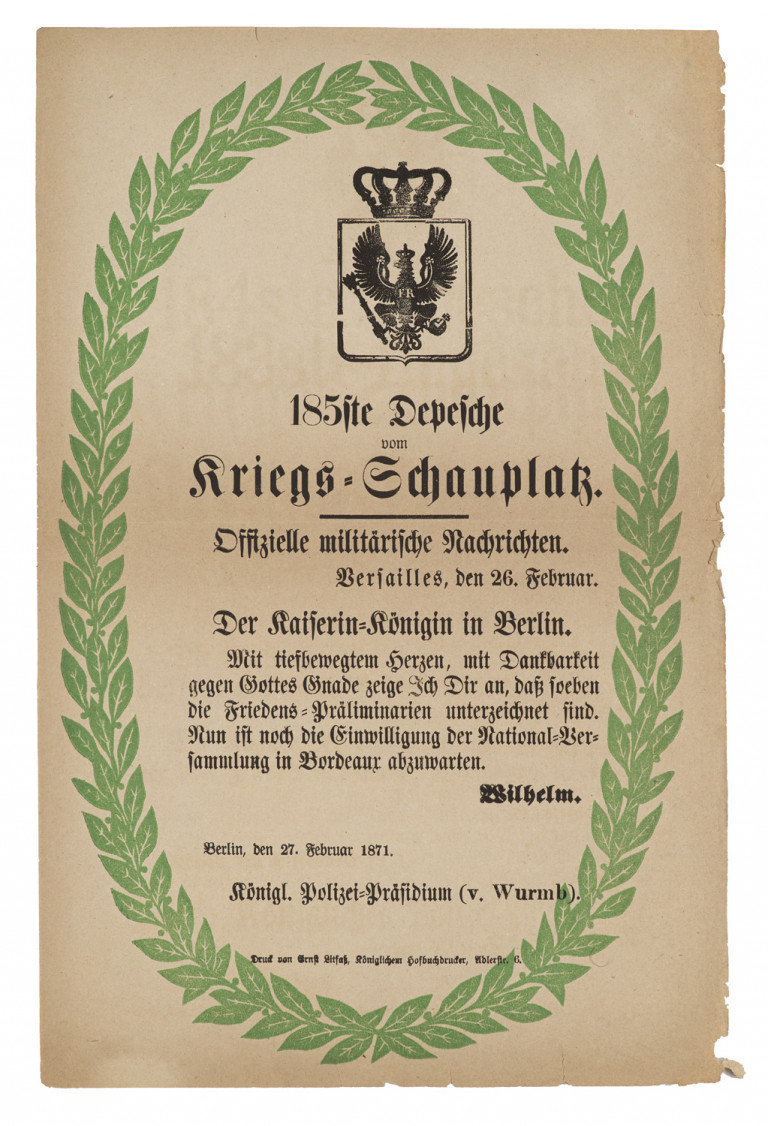 FR
185ste Depesche
vom
Kriegs-Schauplatz.
Offizielle militärische Nachrichten.
Versailles, den 26. Februar.
Der Kaiserin-Königin in Berlin.
Mit tiefbewegtem Herzen, mit Dankbarkeit
gegen Gottes Gnade zeige Ich Dir an, daß soeben
die Friedens-Präliminarien unterzeichnet sind.
Nun ist noch die Einwilligung der National-Ver-
sammlung in Bordeaux abzuwarten.
Wilhelm.
Berlin, den 27. Februar 1871.
Königl. Polizei-Präsidium (v. Wurmb).
Druck von Ernst Litfaß, Königlichem Hofbuchdrucker, Adlerstr. 6.